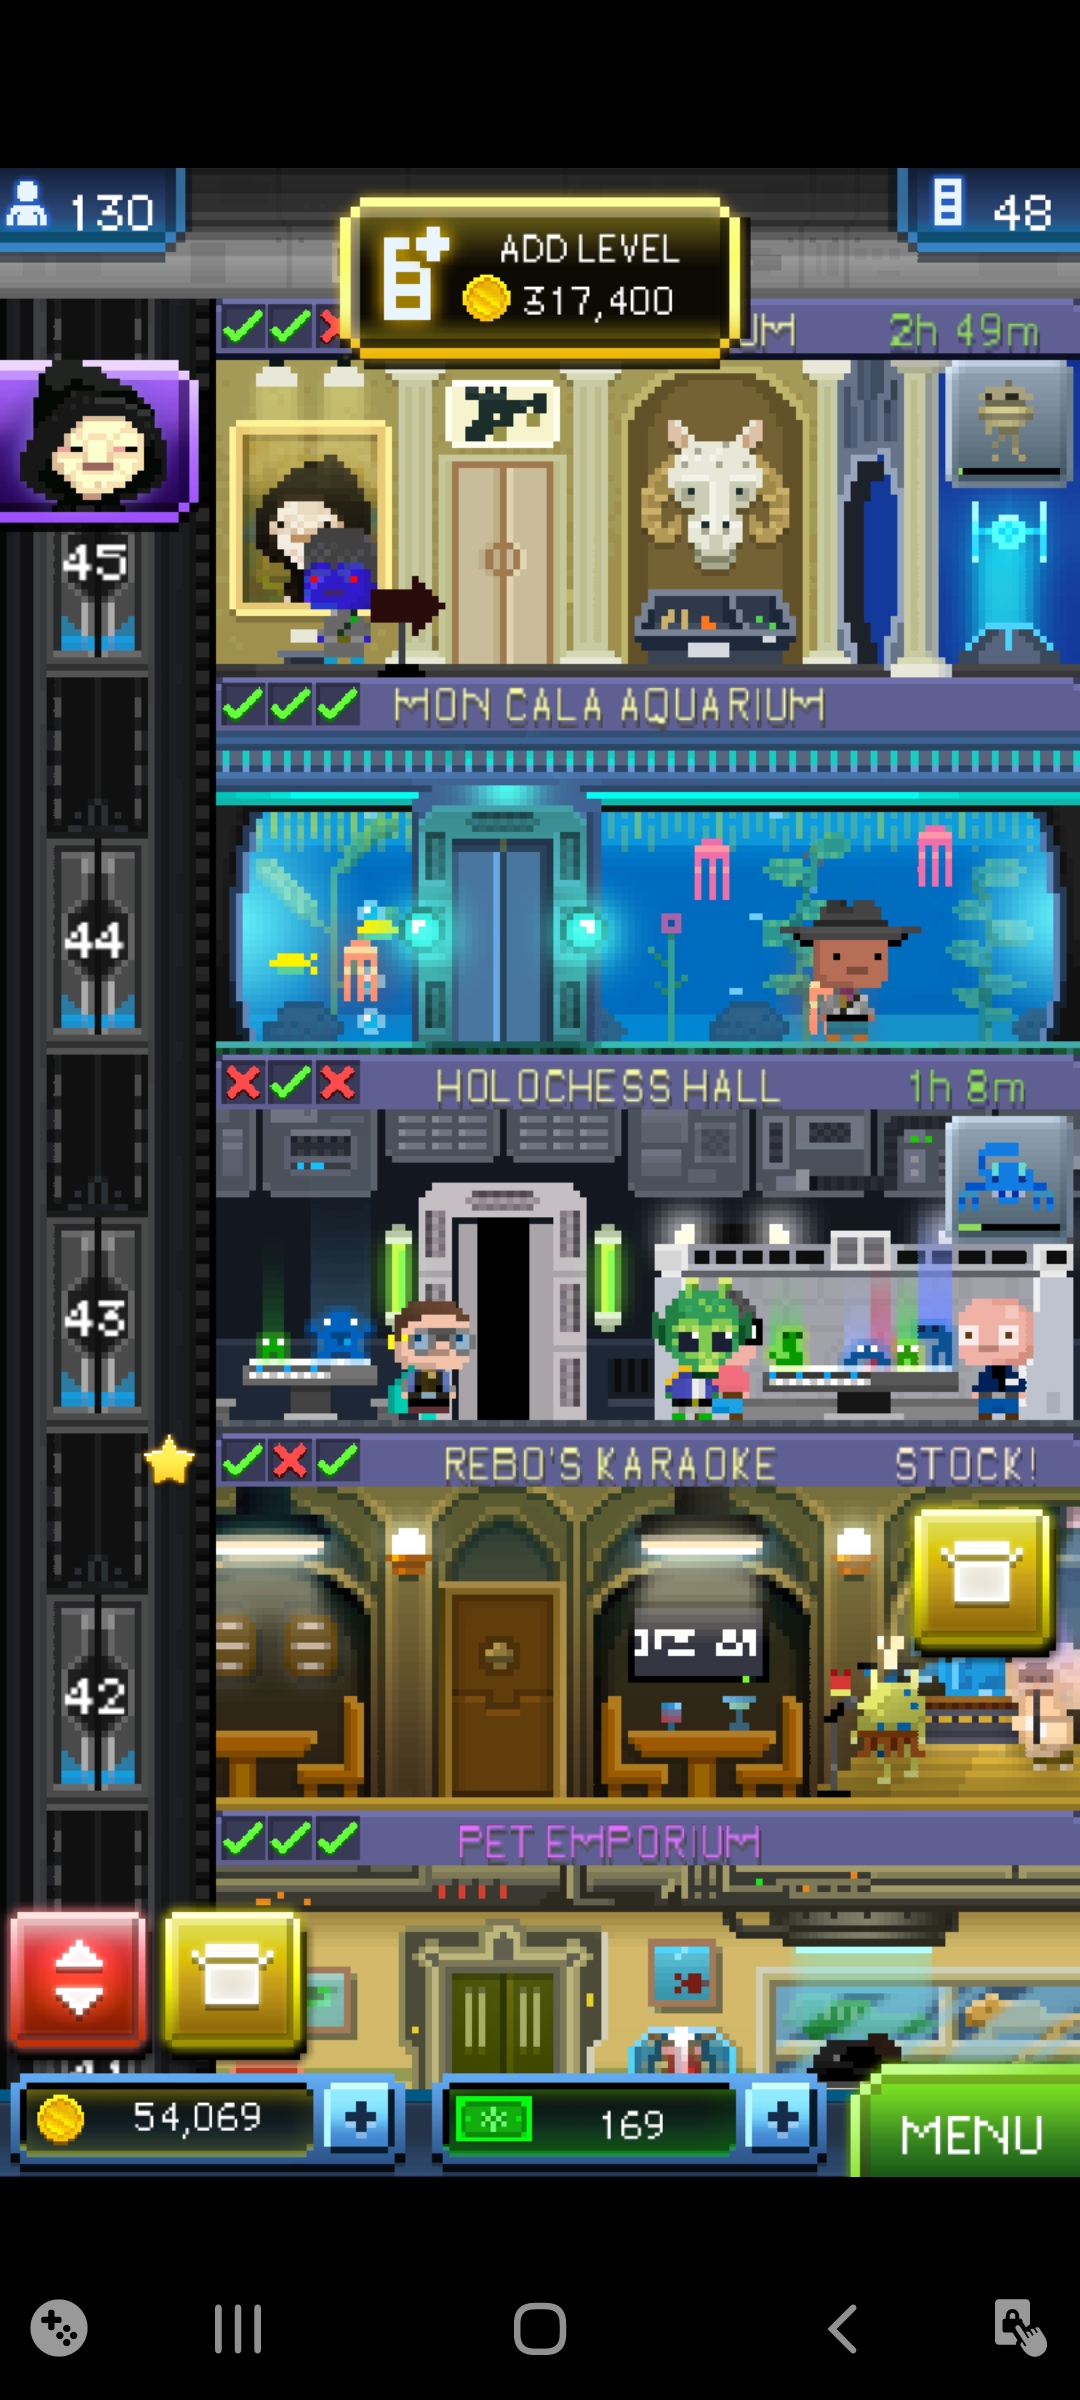 130
48
ADD LEVEL
317,400
UM 2h 49m
45
MON CALA AQUARIUM
44
HOLOCHESS HALL 1h 8m
43
REBO'S KARAOKE STOCK!
42
PET EMPORIUM
54,069
169
MENU